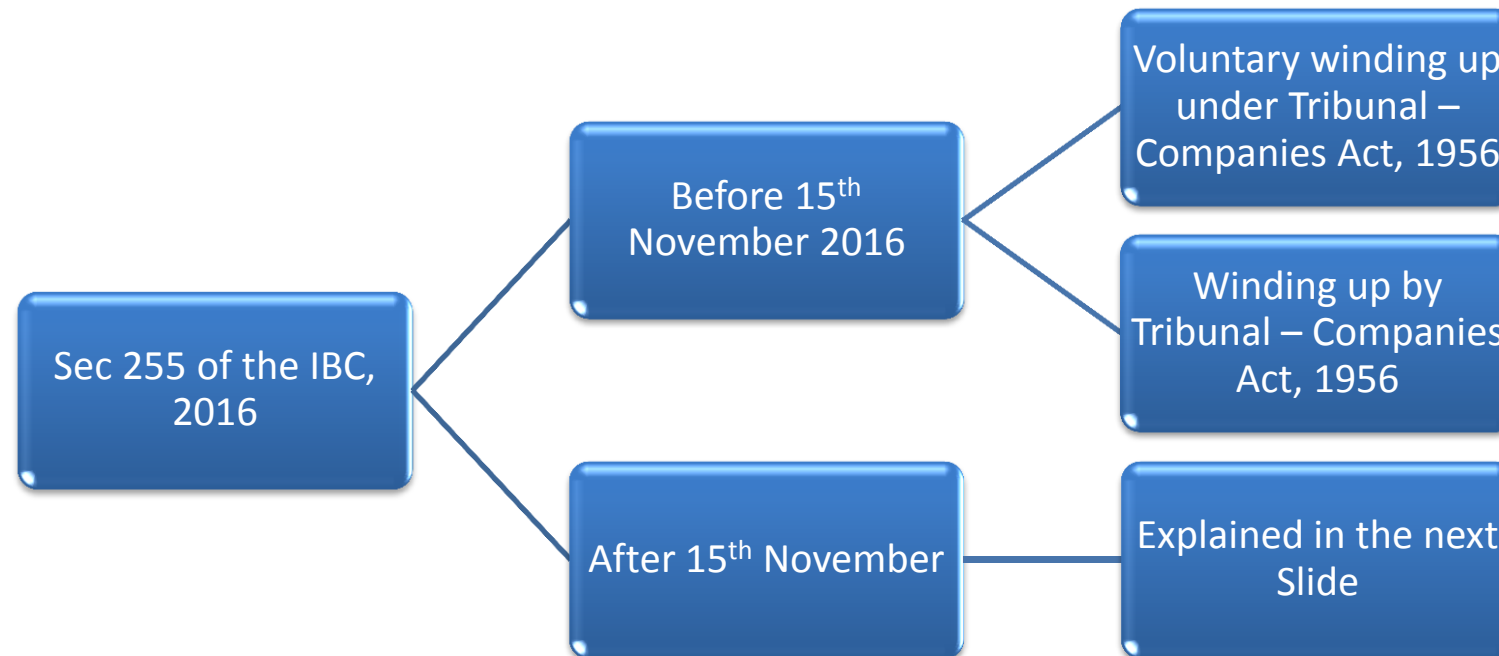 Sec 255 of the IBC,
2016
Before 15th
November 2016
After 15th November
Voluntary winding up
under Tribunal –
Companies Act, 1956
Winding up by
Tribunal – Companies
Act, 1956
Explained in the next
Slide